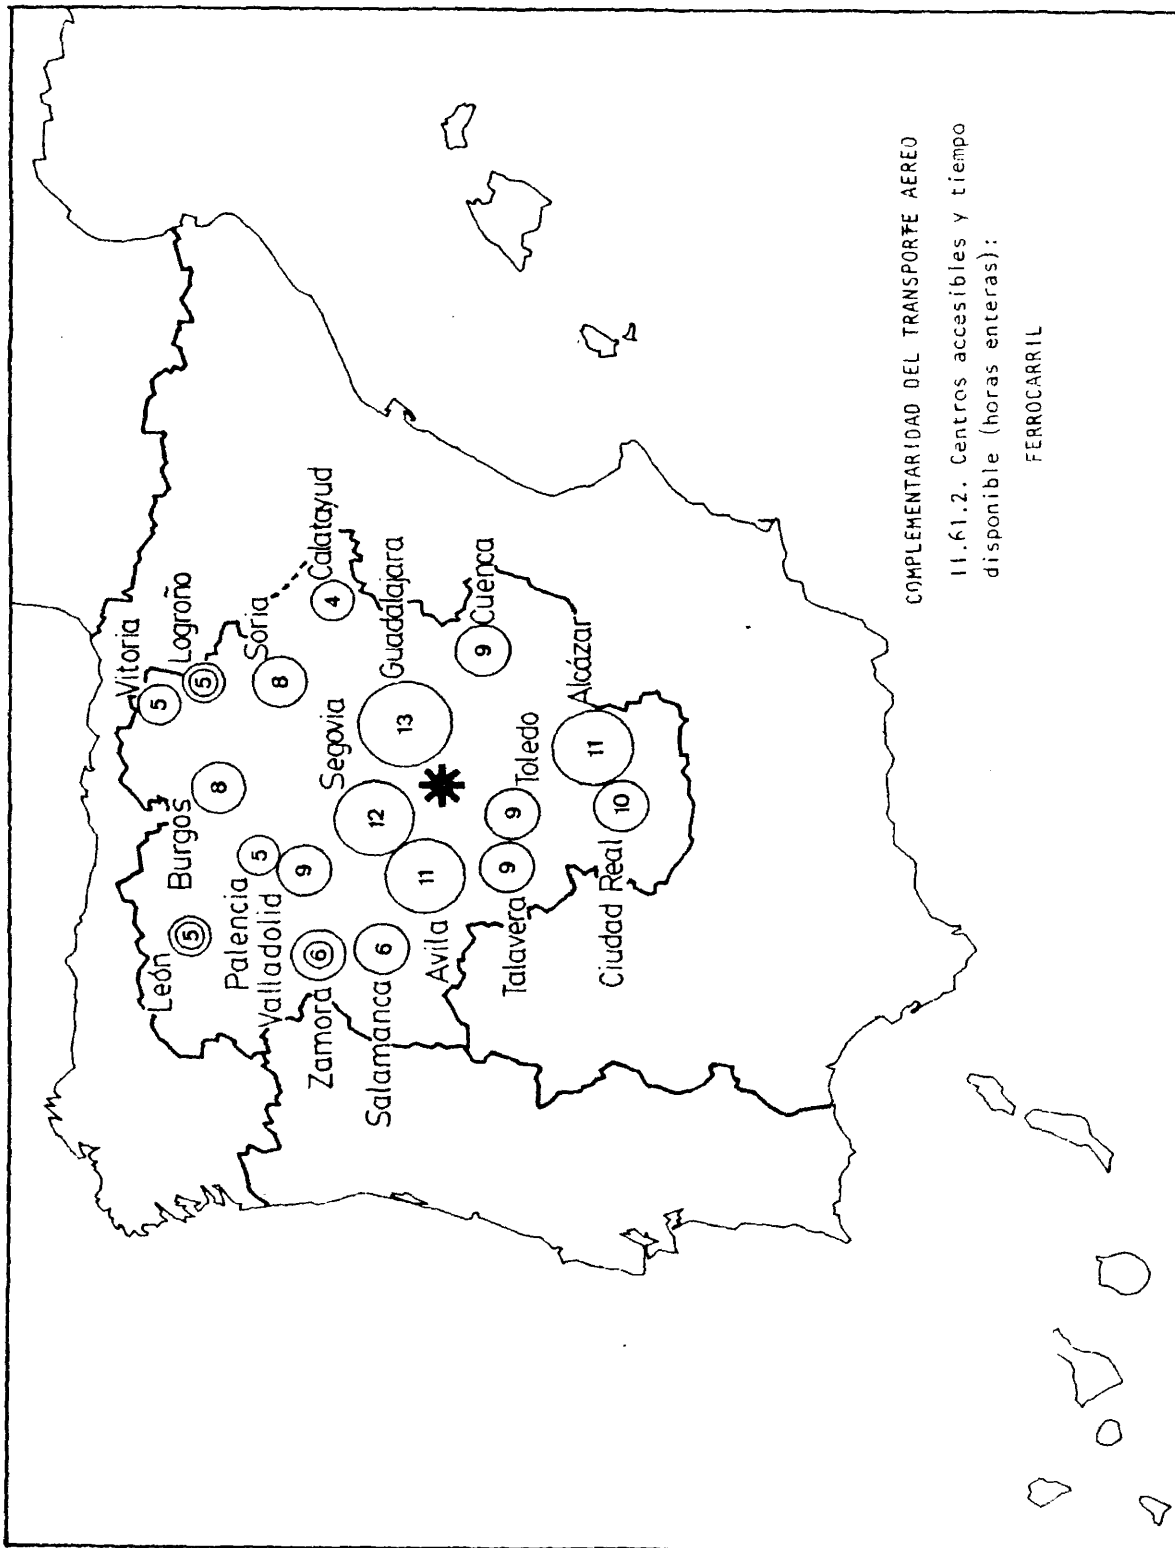 Vitoria
5
Logroño
5
León
5
Burgos
8
Soria
8
Palencia
5
Valladolid
9
Calatayud
4
Zamora
6
Segovia
12
Guadalajara
13
Salamanca
6
Avila
11
Cuenca
9
Talavera
9
Toledo
9
Alcázar
11
Ciudad Real
10
COMPLEMENTARIDAD DEL TRANSPORTE AEREO
11.61.2. Centros accesibles y tiempo
disponible (horas enteras):
FERROCARRIL